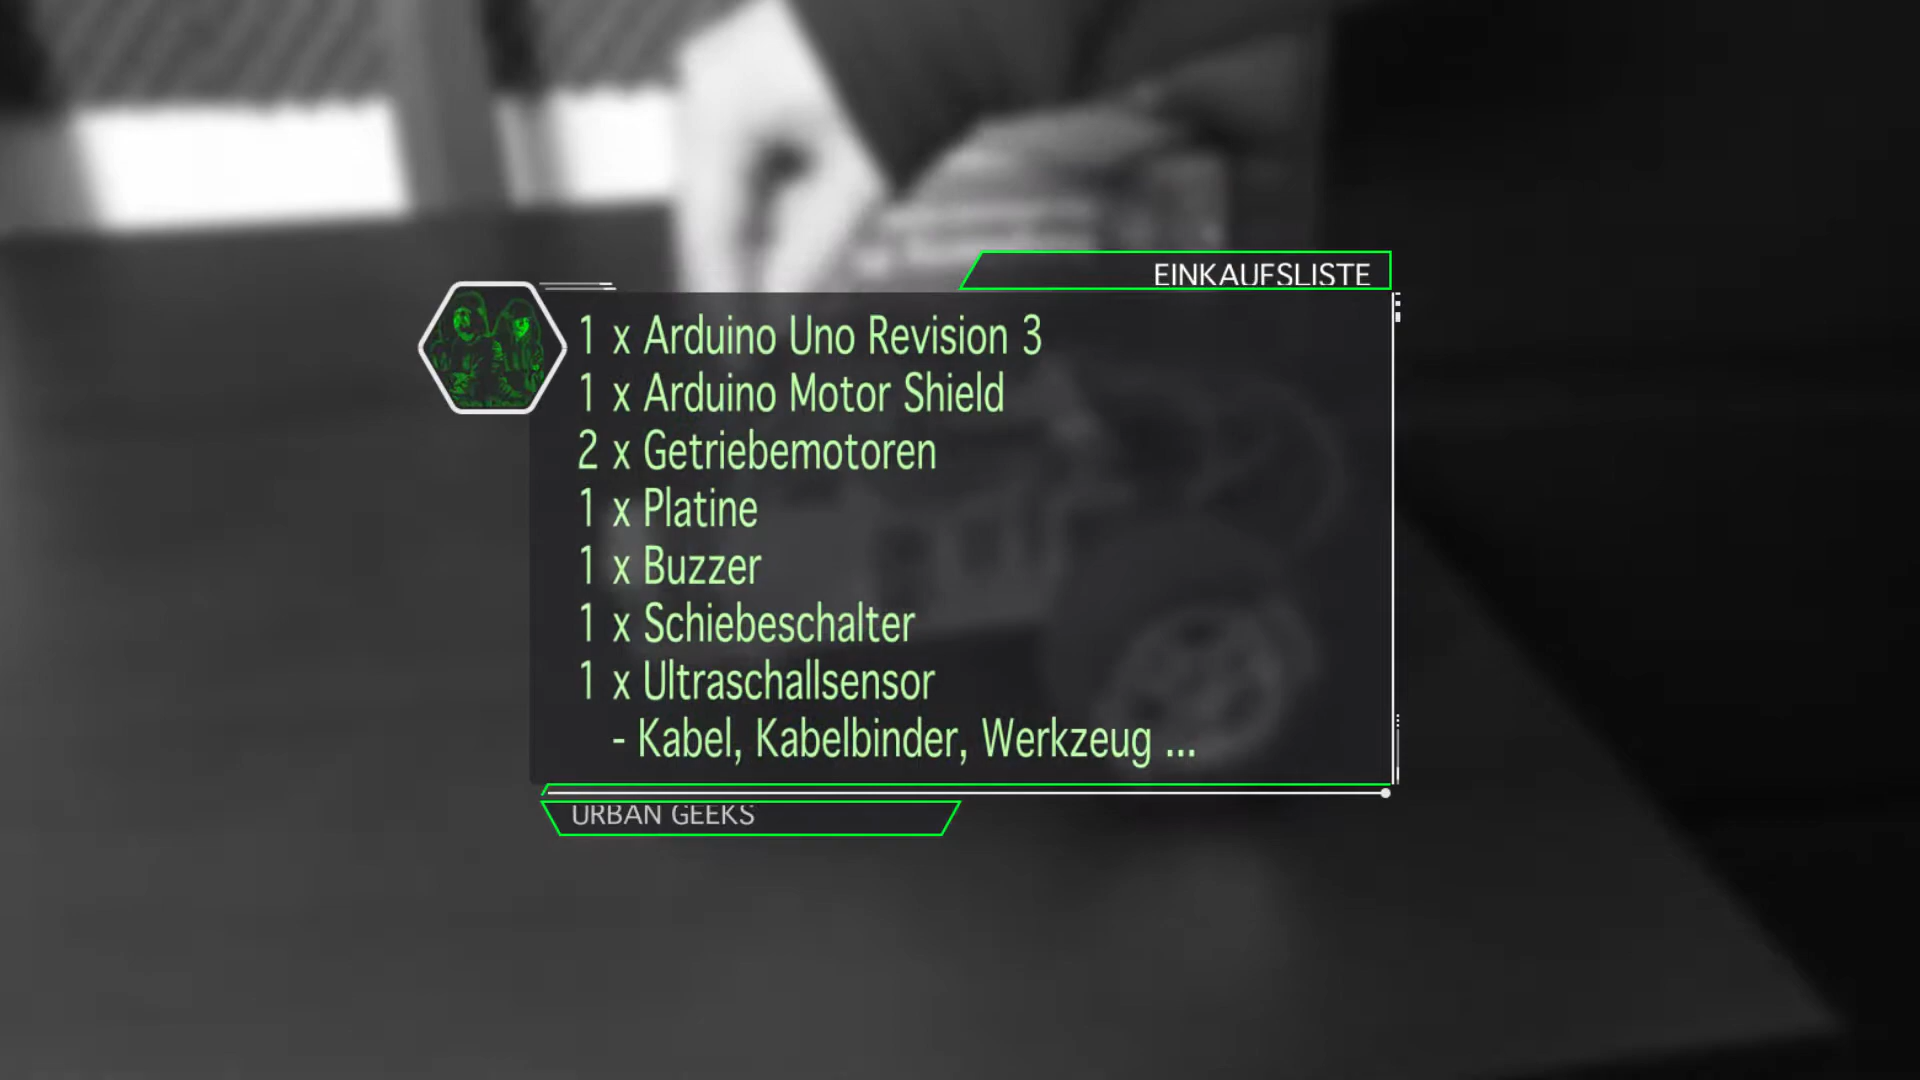 EINKAUFSLISTE
1 x Arduino Uno Revision 3
1 x Arduino Motor Shield
2 x Getriebemotoren
1 x Platine
1 x Buzzer
1 x Schiebeschalter
1 x Ultraschallsensor
- Kabel, Kabelbinder, Werkzeug ...
URBAN GEEKS